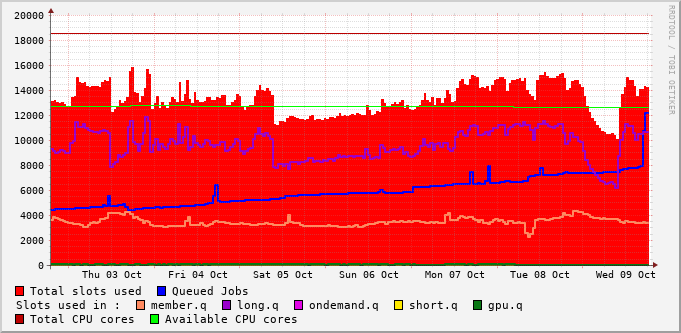 20000
18000
16000
14000
12000
10000
8000
6000
4000
2000
0
Thu 03 Oct Fri 04 Oct Sat 05 Oct Sun 06 Oct Mon 07 Oct Tue 08 Oct Wed 09 Oct
Total slots used Queued Jobs
Slots used in : member.q long.q ondemand.q short.q gpu.q
Total CPU cores Available CPU cores
RRDTOOL / TOBI OETIKER